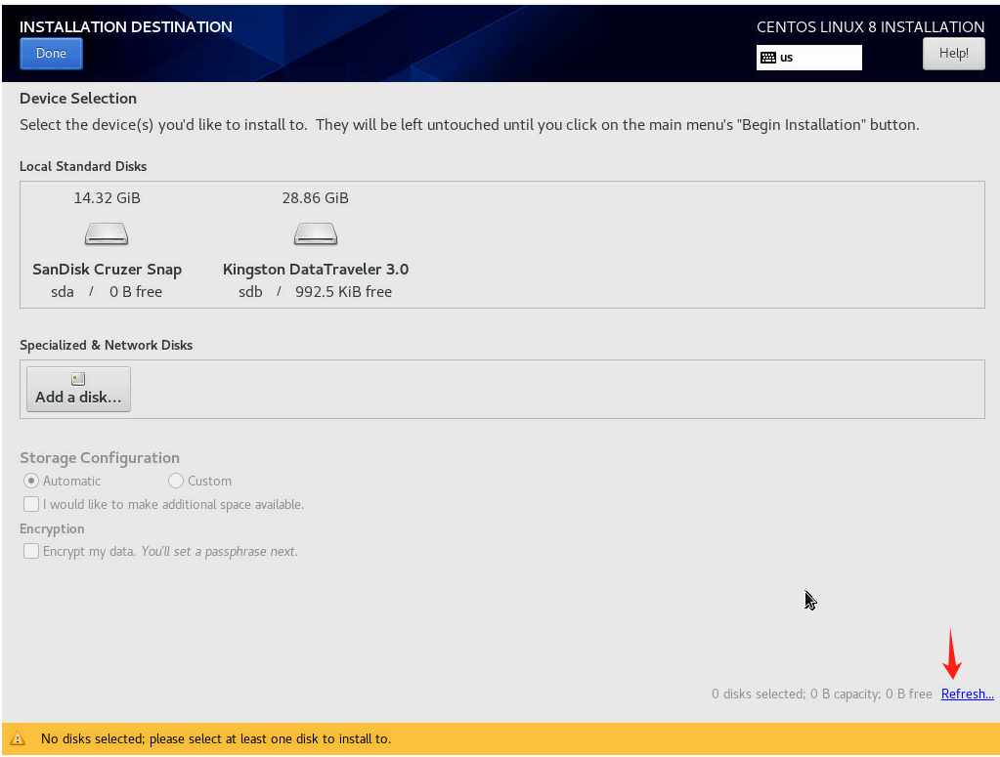 INSTALLATION DESTINATION
CENTOS LINUX 8 INSTALLATION
Done
us
Help!
Device Selection
Select the device(s) you'd like to install to.  They will be left untouched until you click on the main menu's "Begin Installation" button.
Local Standard Disks
14.32 GiB
28.86 GiB
SanDisk Cruzer Snap
Kingston DataTraveler 3.0
sda / 0 B free
sdb / 992.5 KiB free
Specialized & Network Disks
Add a disk...
Storage Configuration
Automatic
Custom
I would like to make additional space available.
Encryption
Encrypt my data. You'll set a passphrase next.
0 disks selected; 0 B capacity; 0 B free
Refresh...
No disks selected; please select at least one disk to install to.